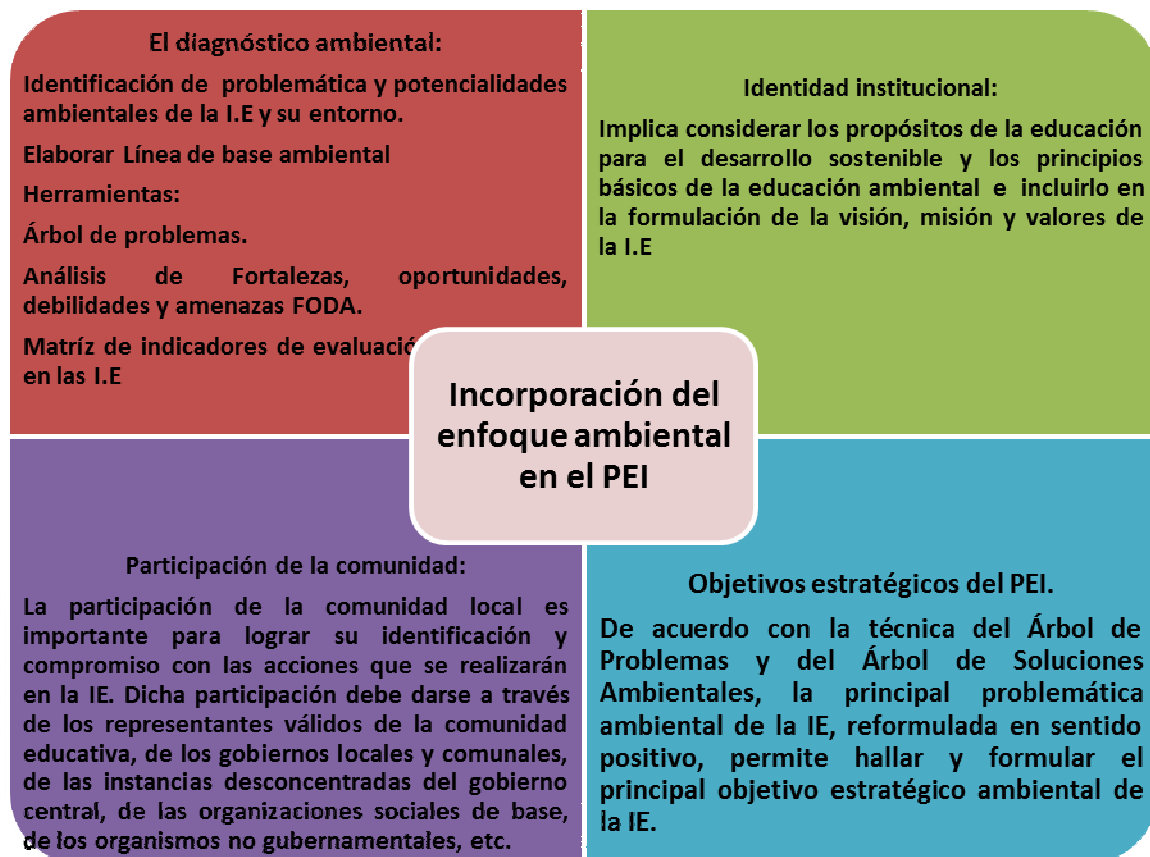 El diagnóstico ambiental:
Identificación de problemática y potencialidades
ambientales de la I.E y su entorno.
Elaborar Línea de base ambiental
Herramientas:
Árbol de problemas.
Análisis de Fortalezas, oportunidades,
debilidades y amenazas FODA.
Matríz de indicadores de
en las I.E
Identidad institucional:
Implica considerar los propósitos de la educación
para el desarrollo sostenible y los principios
básicos de la educación ambiental e incluirlo en
la formulación de la visión, misión y valores de
la I.E
Incorporación del
enfoque ambiental
en el PEI
Participación de la comunidad:
La participación de la comunidad local es
importante para lograr su identificación y
compromiso con las acciones que se realizarán
en la IE. Dicha participación debe darse a través
de los representantes válidos de la comunidad
educativa, de los gobiernos locales y comunales,
de las instancias desconcentradas del gobierno
central, de las organizaciones sociales de base,
de los organismos no gubernamentales, etc.
Objetivos estratégicos del PEI.
De acuerdo con la técnica del Árbol de
Problemas y del Árbol de Soluciones
Ambientales, la principal problemática
ambiental de la IE, reformulada en sentido
positivo, permite hallar y formular el
principal objetivo estratégico ambiental de
la IE.